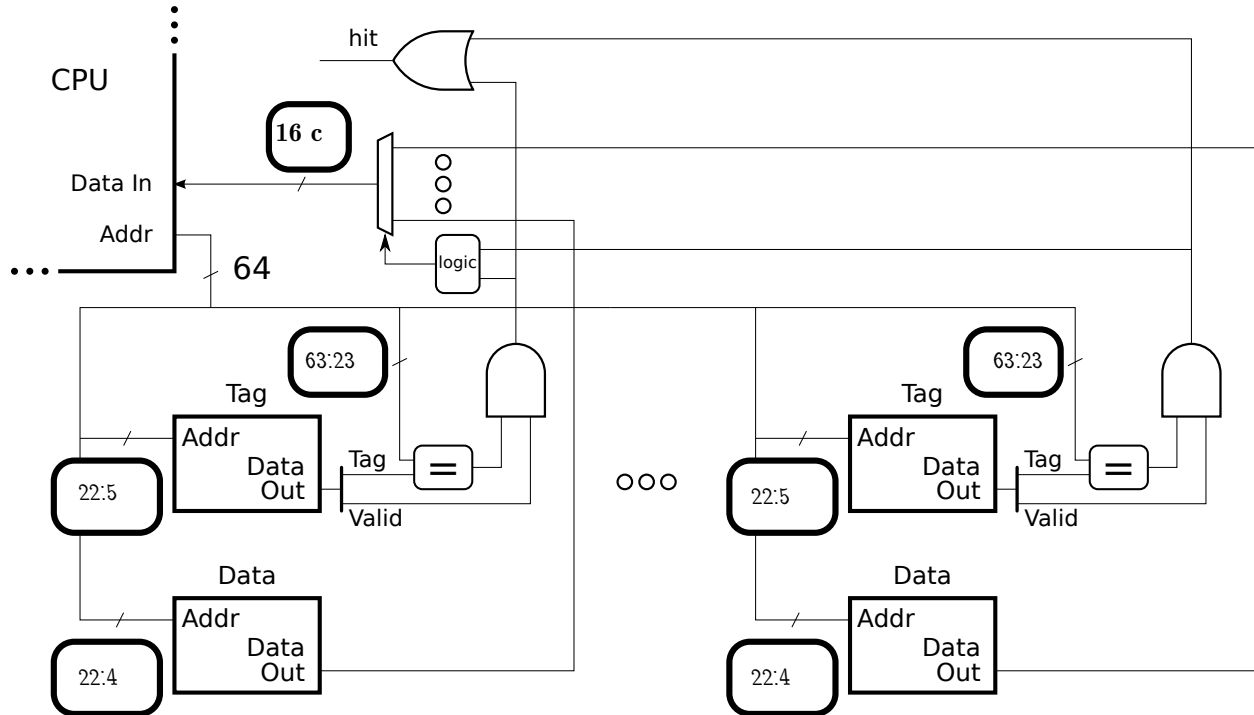 hit
CPU
16 c
Data In
Addr
64
logic
63:23
63:23
Tag
Tag
Addr
Data
Out
Tag
=
Valid
Addr
Data
Out
Tag
=
Valid
22:5
22:5
Data
Data
Addr
Data
Out
Addr
Data
Out
22:4
22:4